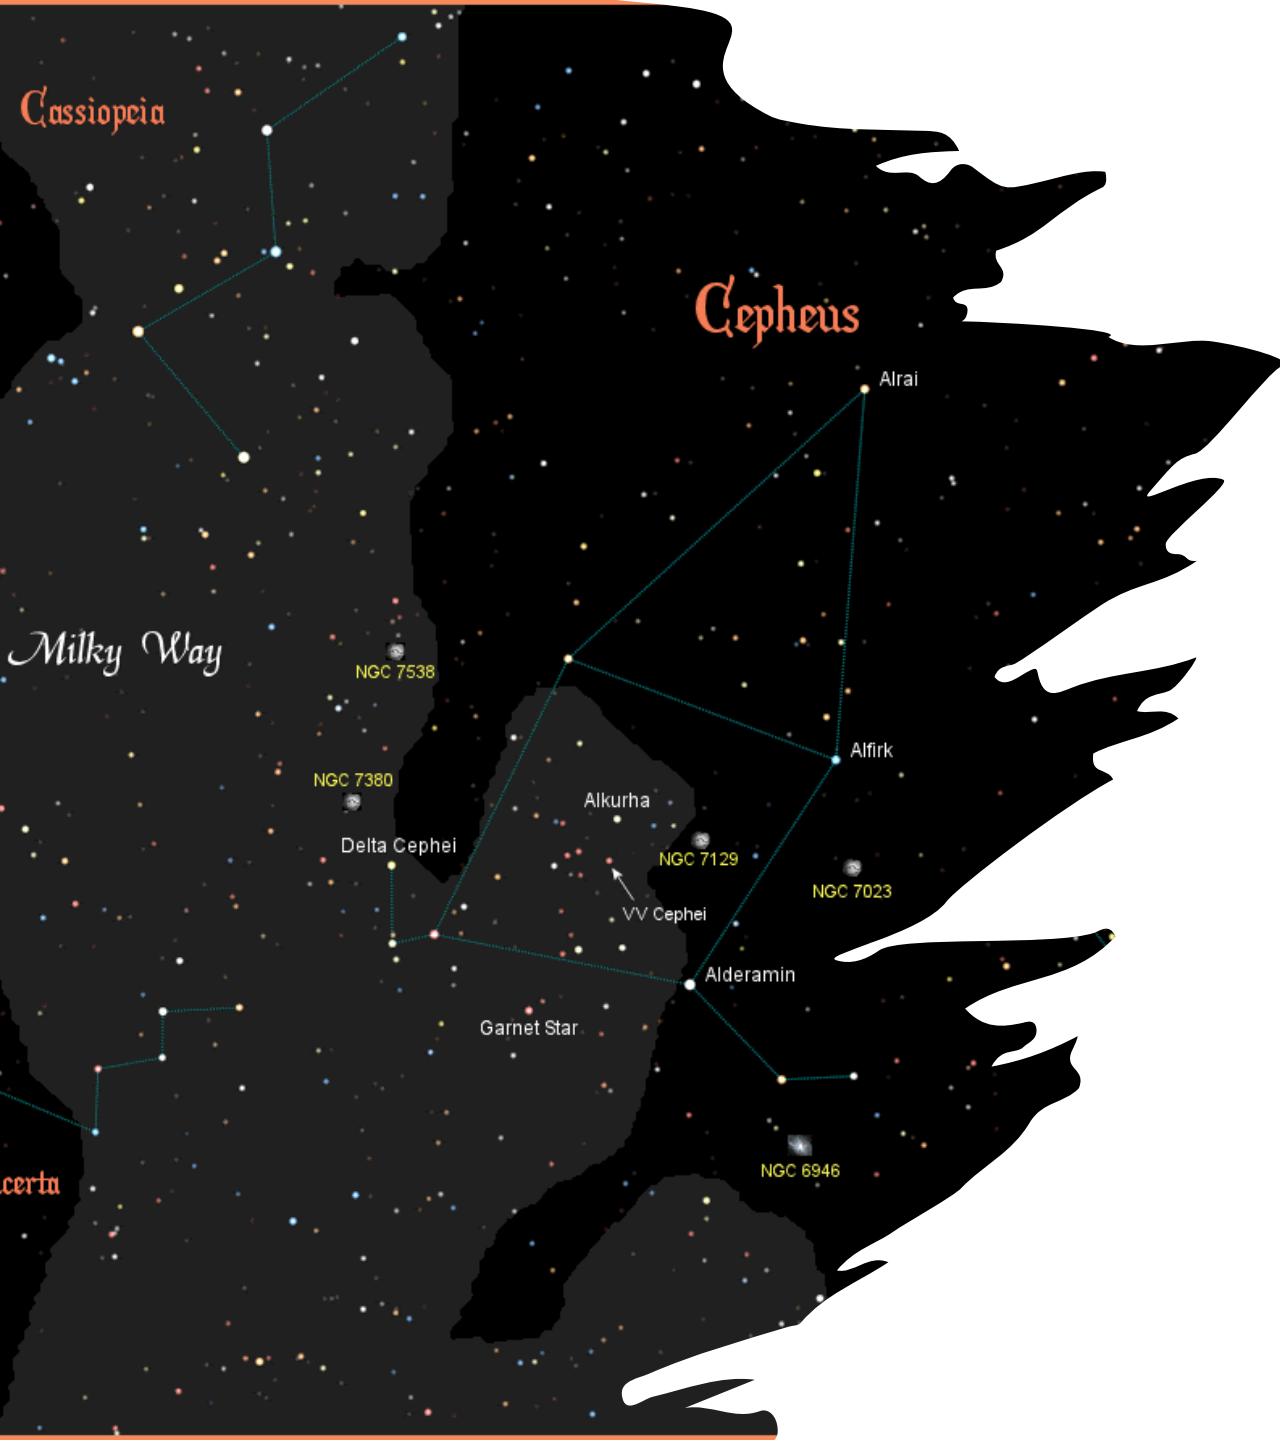 Cassiopeia
Cepheus
Alrai
Milky Way
NGC 7538
Alfirk
NGC 7380
Alkurha
Delta Cephei
NGC 7129
NGC 7023
VV Cephei
Alderamin
Garnet Star
NGC 6946
certa